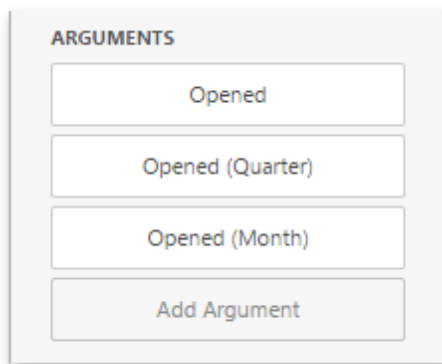 ARGUMENTS
Opened
Opened (Quarter)
Opened (Month)
Add Argument